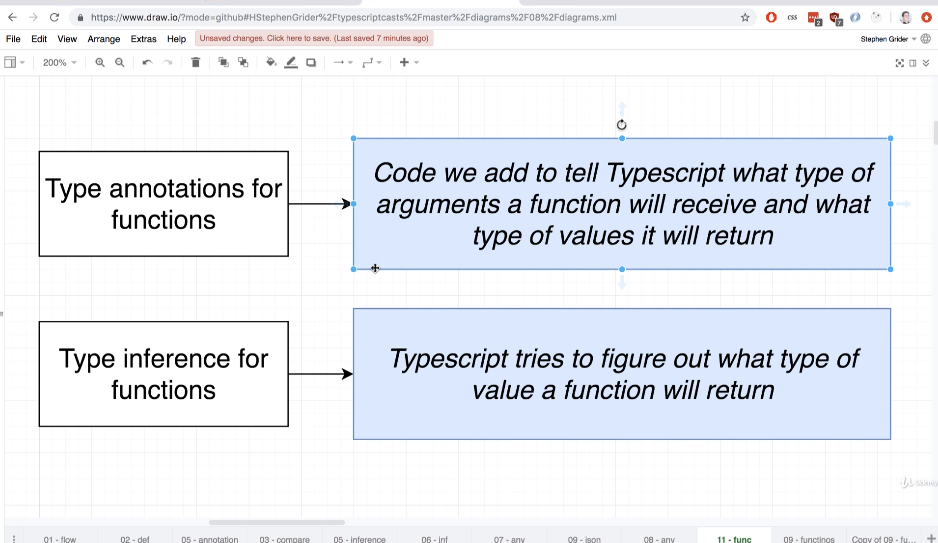 https://www.draw.io/?mode=github#HStephenGrider%2Ftypescriptcasts%2Fmaster%2Fdiagrams%2F08%2Fdiagrams.xml
CSS
2
7
File Edit View Arrange Extras Help Unsaved changes. Click here to save. (Last saved 7 minutes ago) Stephen Grider
200%
Type annotations for
functions
Code we add to tell Typescript what type of
arguments a function will receive and what
type of values it will return
Type inference for
functions
Typescript tries to figure out what type of
value a function will return
Udemy
01 - flow 02 - def 05 - annotation 03 - compare 05 - inference 06 - inf 07 - any 09 - json 08 - any 11 - func 09 - functinos Copy of 09 - fu...